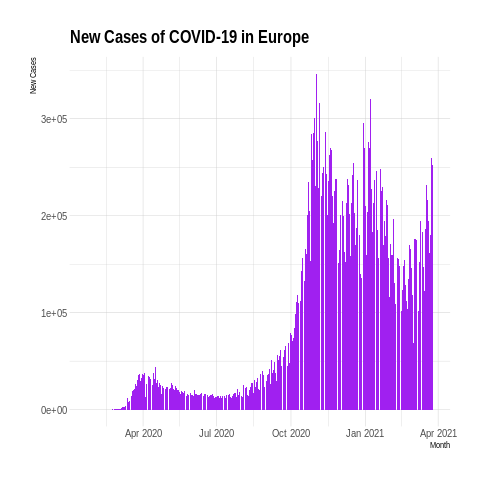 New Cases of COVID-19 in Europe
New Cases
3e+05
2e+05
1e+05
0e+00
Apr 2020 Jul 2020 Oct 2020 Jan 2021 Apr 2021
Month